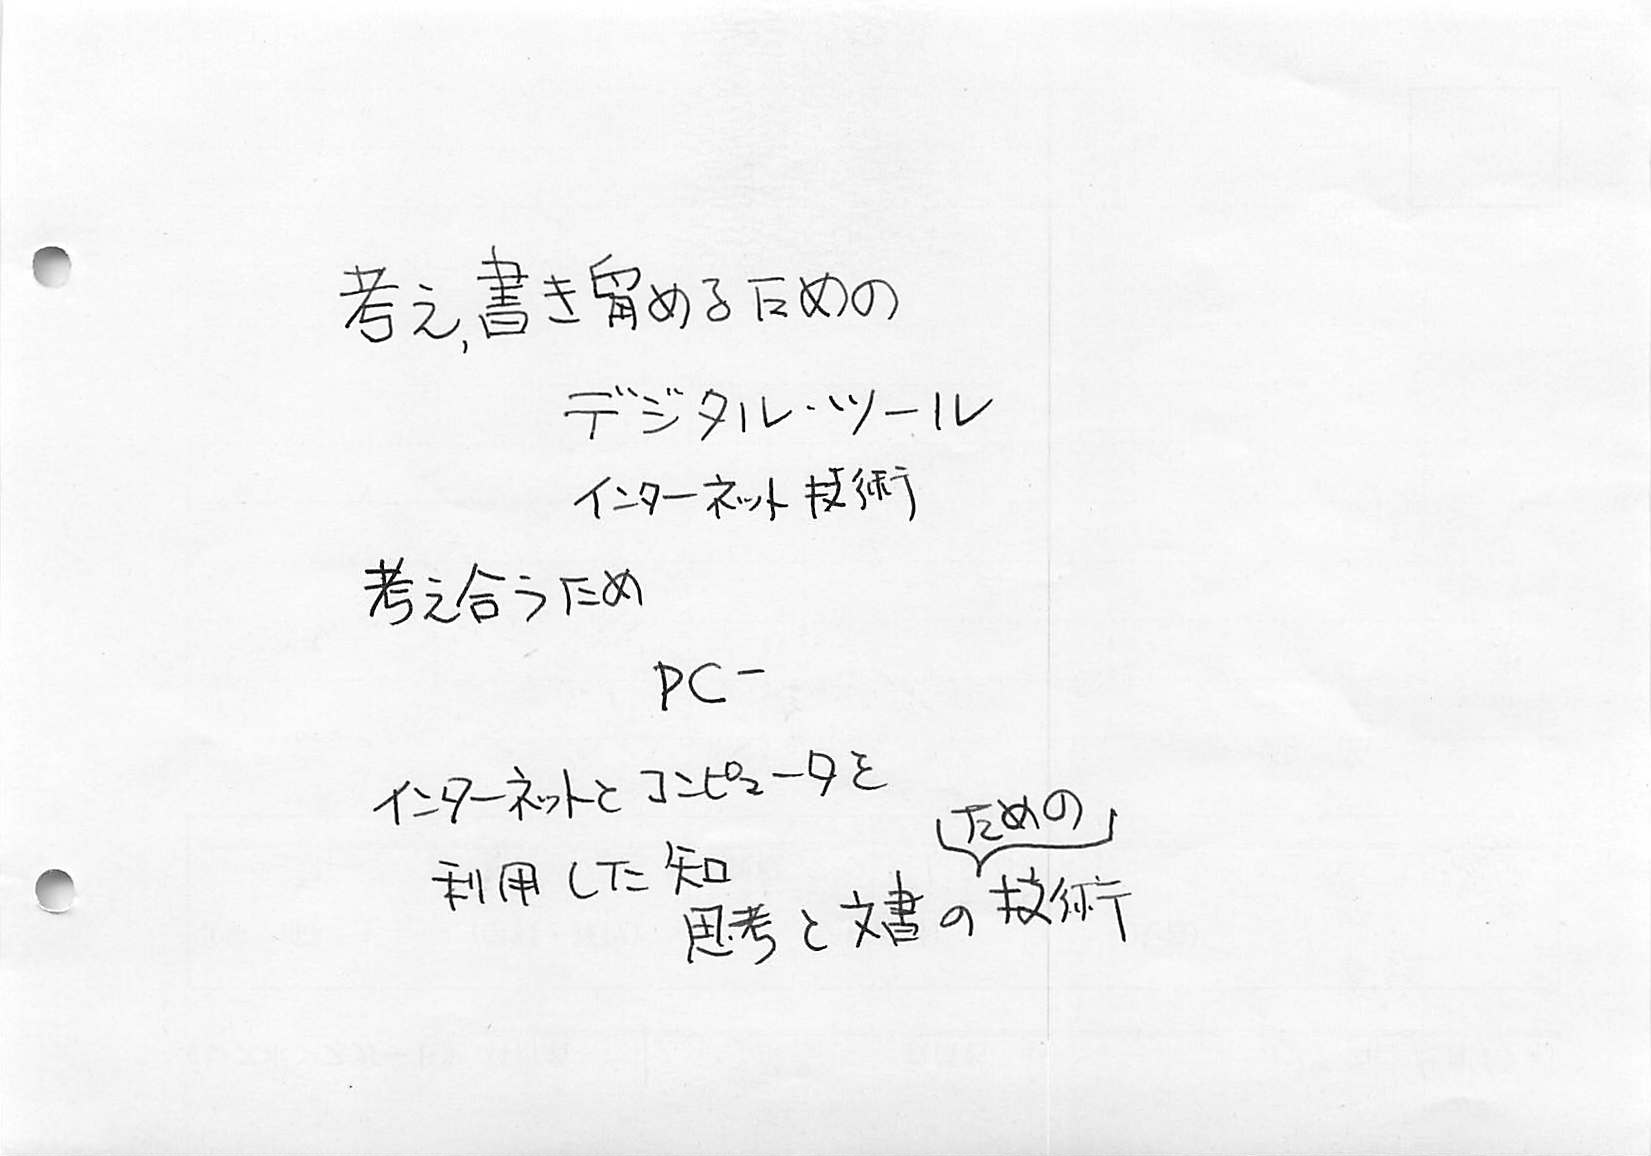 考え,書き留めるための
デジタル・ツール
インターネット技術
考え合うため
PC-
インターネットとコンピュータを
ための
利用した知
思考と文書の技術